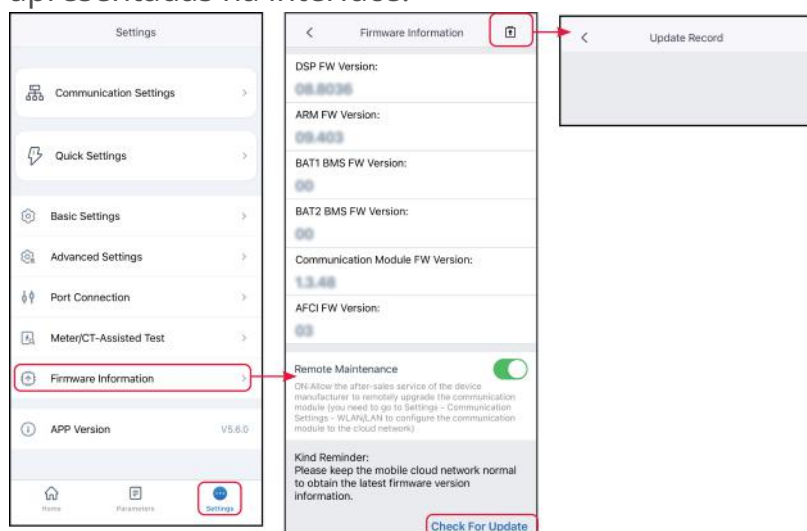 apresentadas na interface.
Settings
Communication Settings
Quick Settings
Basic Settings
Advanced Settings
Port Connection
Meter/CT-Assisted Test
Firmware Information
APP Version V5.6.0
Home Parameters Settings
Firmware Information
DSP FW Version:
08.8036
ARM FW Version:
09.403
BAT1 BMS FW Version:
00
BAT2 BMS FW Version:
00
Communication Module FW Version:
1.3.48
AFCI FW Version:
03
Remote Maintenance
ON:Allow the after-sales service of the device
manufacturer to remotely upgrade the communication
module (you need to go to Settings - Communication
Settings - WLAN/LAN to configure the communication
module to the cloud network)
Kind Reminder:
Please keep the mobile cloud network normal
to obtain the latest firmware version
information.
Check For Update
Update Record